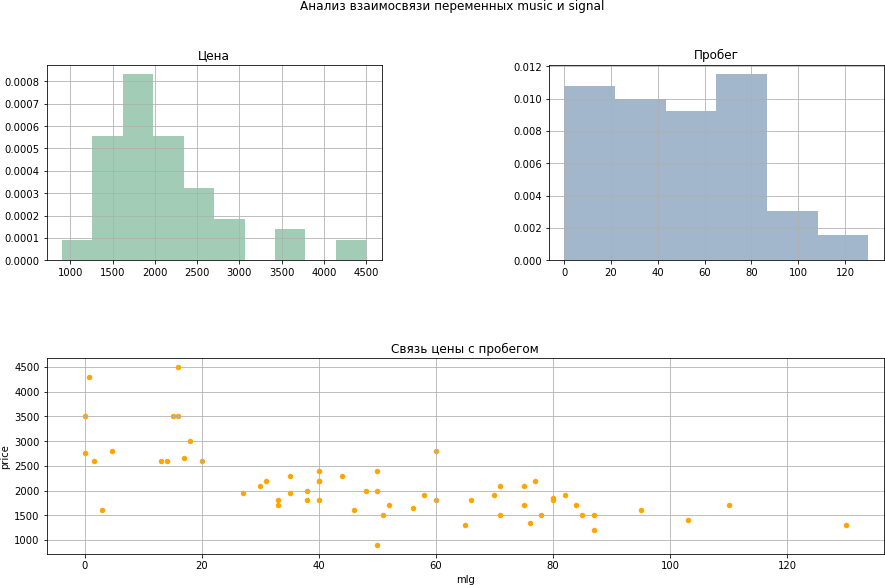 Анализ взаимосвязи переменных music и signal
Цена
0.0008
0.0007
0.0006
0.0005
0.0004
0.0003
0.0002
0.0001
0.0000
1000 1500 2000 2500 3000 3500 4000 4500
Пробег
0.012
0.010
0.008
0.006
0.004
0.002
0.000
0 20 40 60 80 100 120
Связь цены с пробегом
price
4500
4000
3500
3000
2500
2000
1500
1000
0 20 40 60 80 100 120
mlg